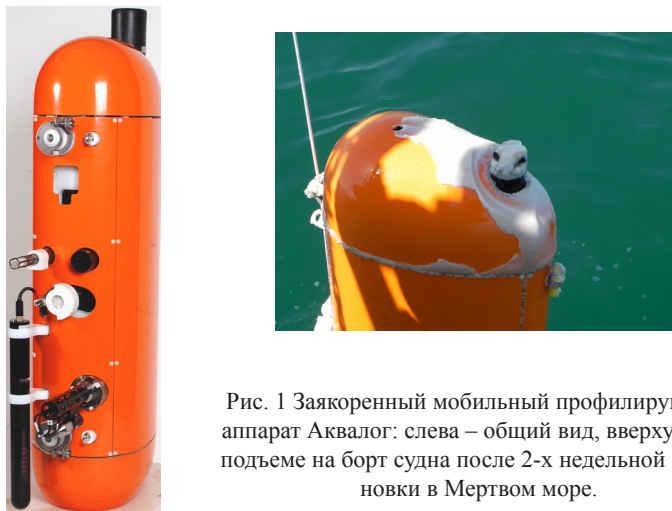 Рис. 1 Заякоренный мобильный профилирую
аппарат Аквалог: слева – общий вид, вверху
подъеме на борт судна после 2-х недельной
новки в Мертвом море.